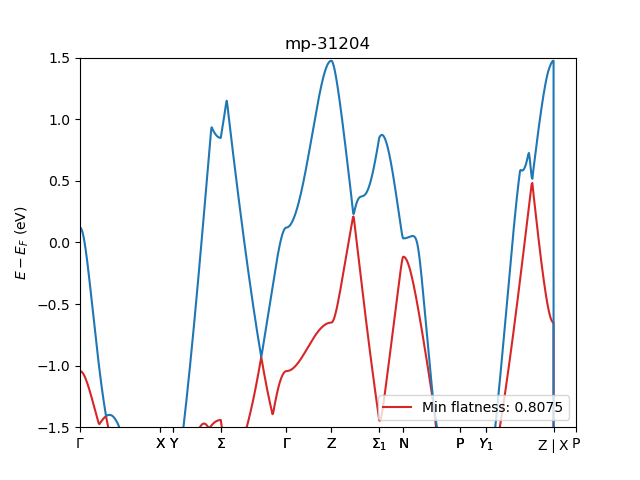 mp-31204
E − E_F (eV)
1.5
1.0
0.5
0.0
−0.5
−1.0
−1.5
Min flatness: 0.8075
Γ X Y Σ Γ Z Σ₁ N P Y₁ Z | X P